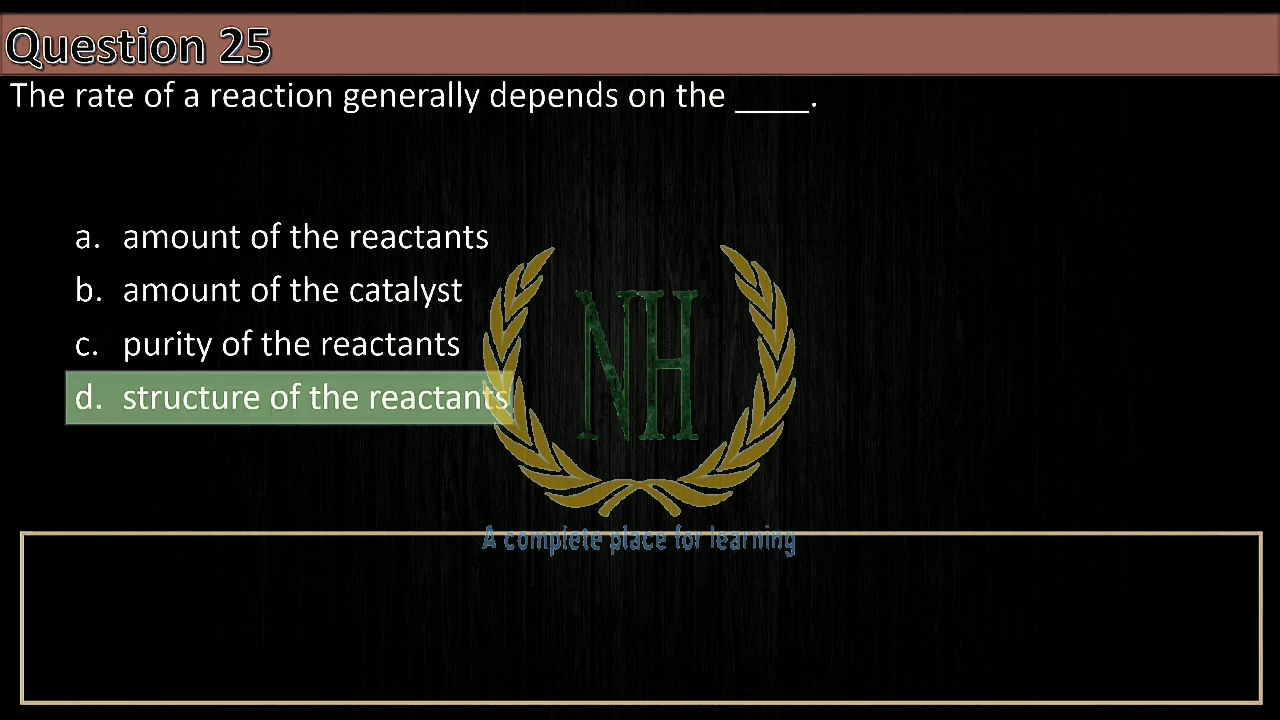 Question 25
The rate of a reaction generally depends on the _____.
a. amount of the reactants
b. amount of the catalyst
c. purity of the reactants
d. structure of the reactants
NH
A complete place for learning